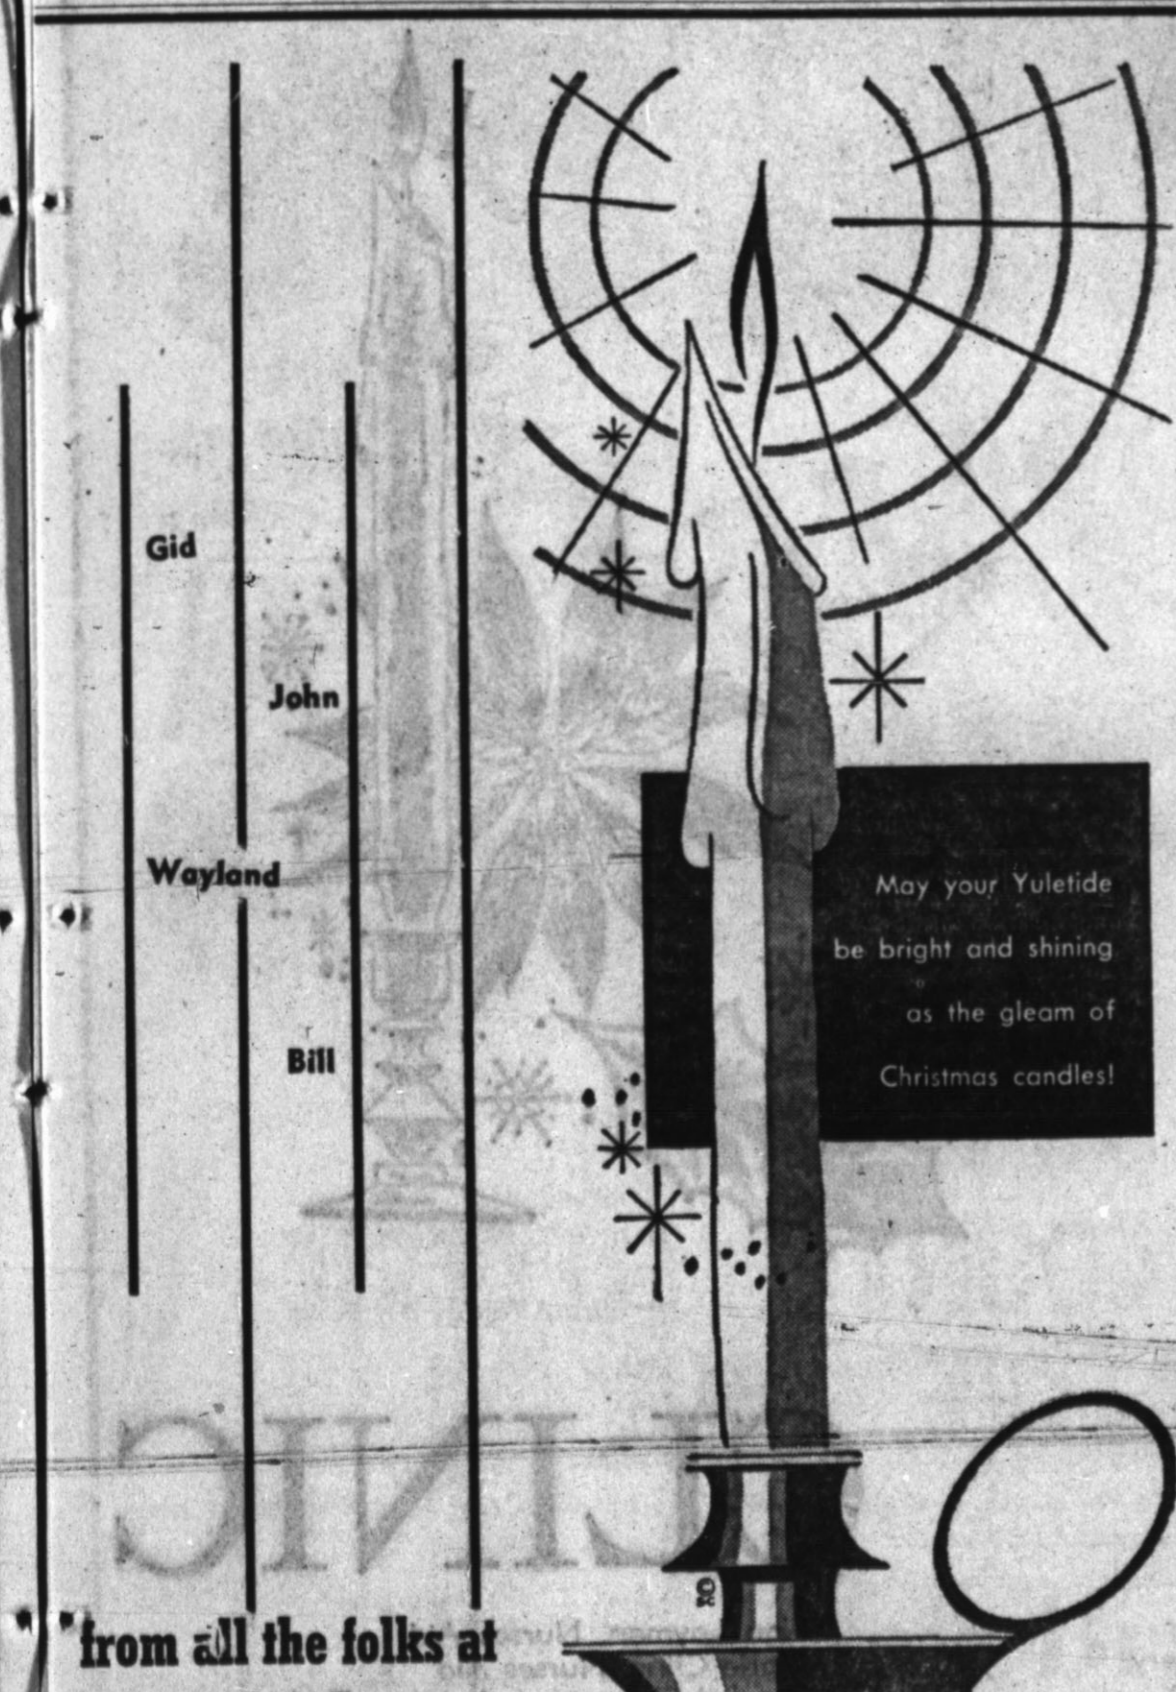 Gid
John
Wayland
Bill
May your Yuletide
be bright and shining
as the gleam of
Christmas candles!
from all the folks at
CLINIC